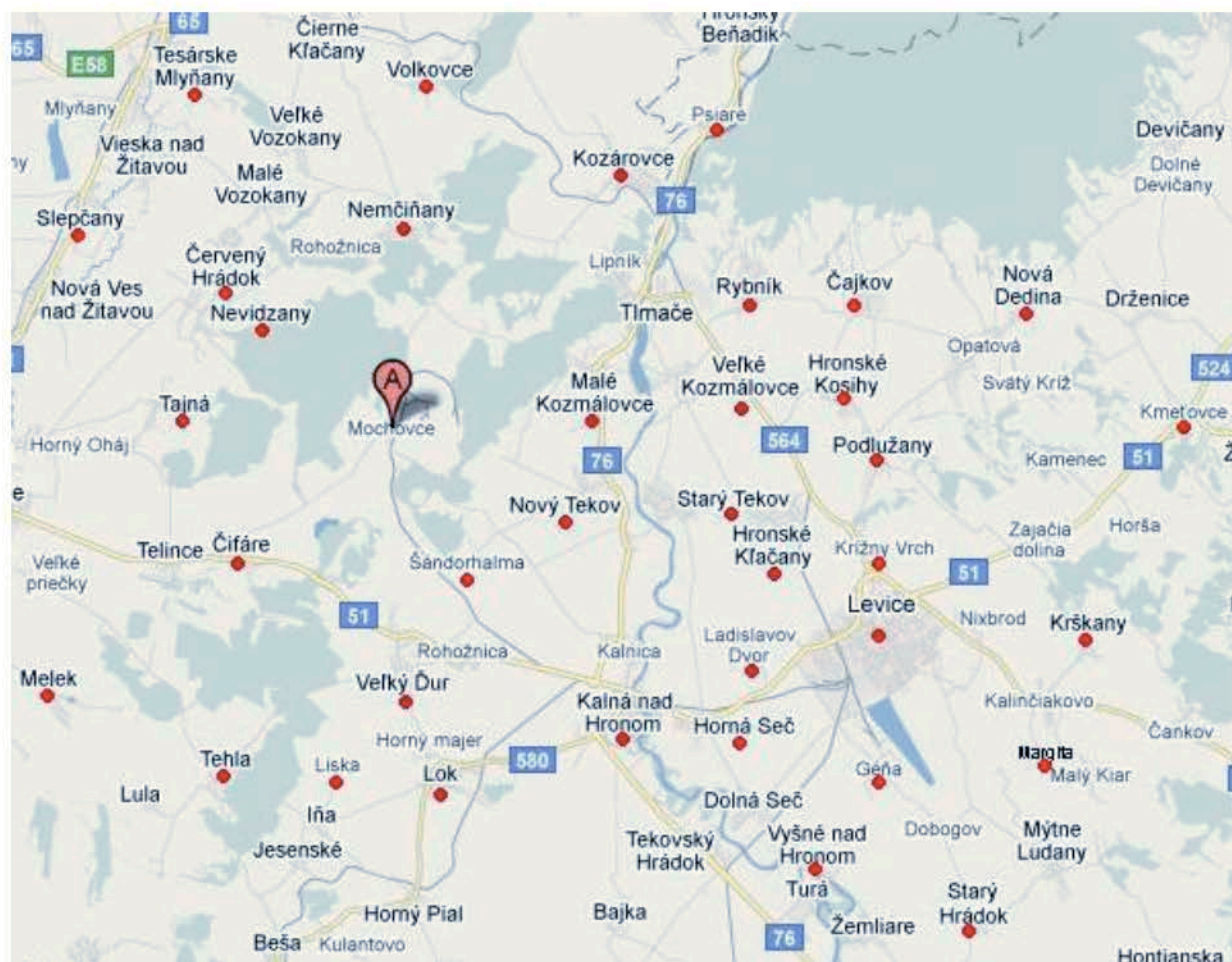 65
65
E58
Čierne
Kľačany
Hronský
Beňadik
Tesárske
Mlyňany
Volkovce
Mlyňany
Veľké
Vozokany
Psiare
Devičany
Vieska nad
Žitavou
Kozárovce
Dolné
Devičany
ny
Malé
Vozokany
76
Slepčany
Nemčiňany
Rohožnica
Červený
Hrádok
Lipník
Nová Ves
nad Žitavou
Rybník
Čajkov
Nová
Dedina
Drženice
Nevidzany
Tlmače
Opatová
524
A
Malé
Kozmálovce
Veľké
Kozmálovce
Hronské
Kosihy
Svätý Kríž
Tajná
Mochovce
Kmeťovce
Horný Oháj
564
Podlužany
76
Kamenec
51
e
Nový Tekov
Starý Tekov
Hronské
Kľačany
Zajačia
dolina
Horša
Telince
Čifáre
Krížny Vrch
Veľké
priečky
Šándorhalma
51
51
Levice
Nixbrod
Krškany
Rohožnica
Kalnica
Ladislavov
Dvor
Melek
Veľký Ďur
Kalná nad
Hronom
Horná Seč
Kalinčiakovo
Čankov
Horný majer
580
Tehla
Liska
Lok
Margita
Malý Kiar
Géňa
Lula
Iňa
Dolná Seč
Jesenské
Tekovský
Hrádok
Vyšné nad
Hronom
Dobogov
Mýtne
Ludany
Turá
Starý
Hrádok
Horný Pial
Bajka
Žemliare
76
Beša
Kulantovo
Hontianska